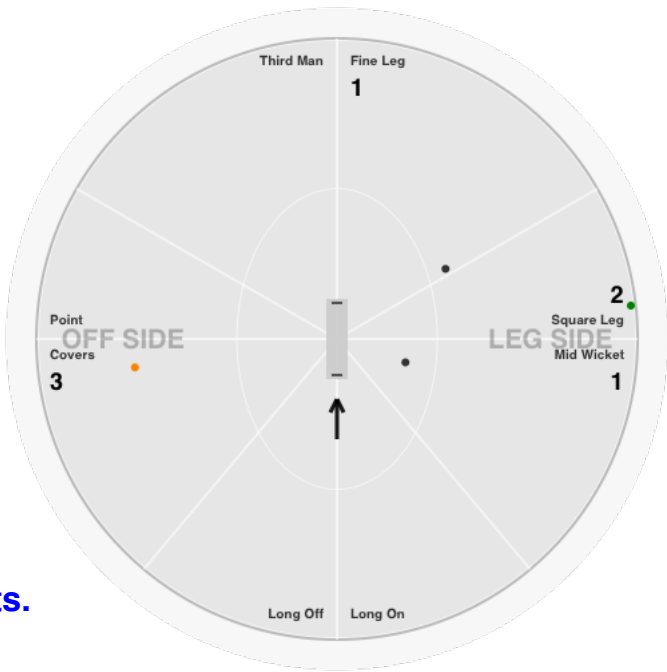 Third Man
Fine Leg
1
2
Point
Square Leg
OFF SIDE
LEG SIDE
Covers
Mid Wicket
3
1
ts.
Long Off
Long On